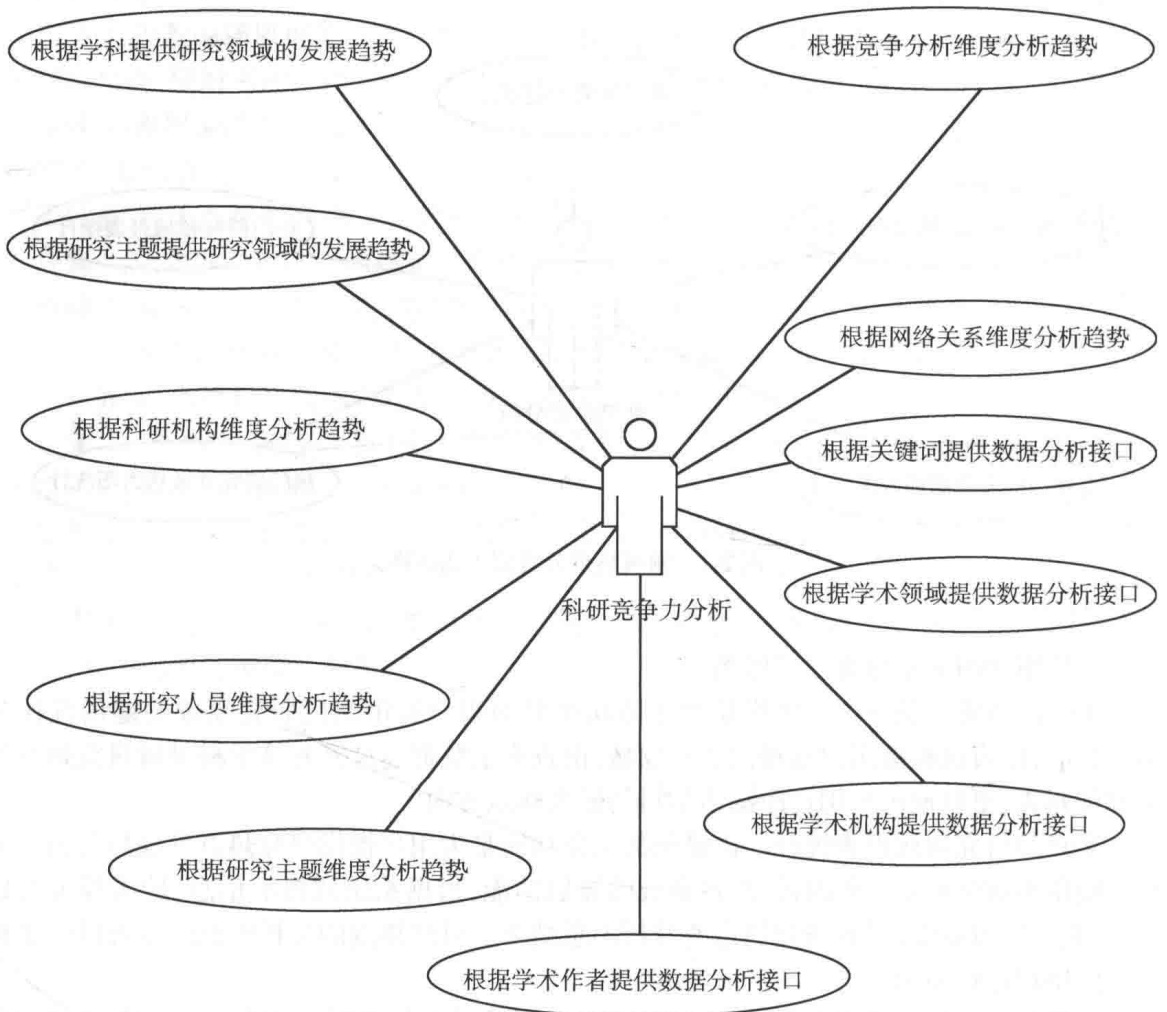 根据学科提供研究领域的发展趋势
根据竞争分析维度分析趋势
根据研究主题提供研究领域的发展趋势
根据网络关系维度分析趋势
根据科研机构维度分析趋势
根据关键词提供数据分析接口
根据学术领域提供数据分析接口
科研竞争力分析
根据研究人员维度分析趋势
根据学术机构提供数据分析接口
根据研究主题维度分析趋势
根据学术作者提供数据分析接口